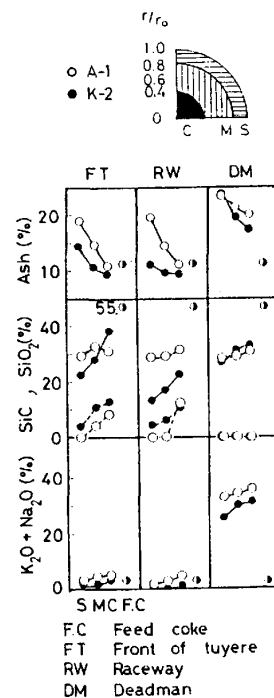 r/r₀
1.0
0.8
0.6
0.4
0
C M S
○ A-1
● K-2
FT RW DM
Ash (%)
20
10
SiC , SiO₂(%)
55.
40
20
0
K₂O + Na₂O (%)
40
20
0
S M C F.C
F.C Feed coke
FT Front of tuyere
RW Raceway
DM Deadman